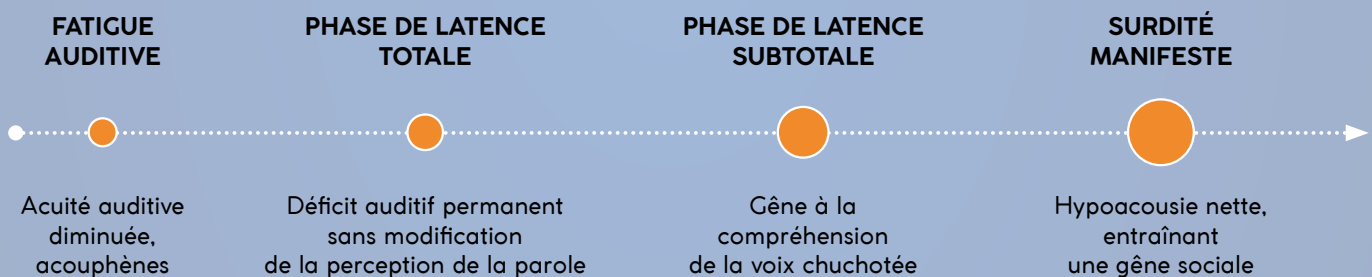 FATIGUE
AUDITIVE
Acuité auditive
diminuée,
acouphènes
PHASE DE LATENCE
TOTALE
Déficit auditif permanent
sans modification
de la perception de la parole
PHASE DE LATENCE
SUBTOTALE
Gêne à la
compréhension
de la voix chuchotée
SURDITÉ
MANIFESTE
Hypoacousie nette,
entraînant
une gêne sociale